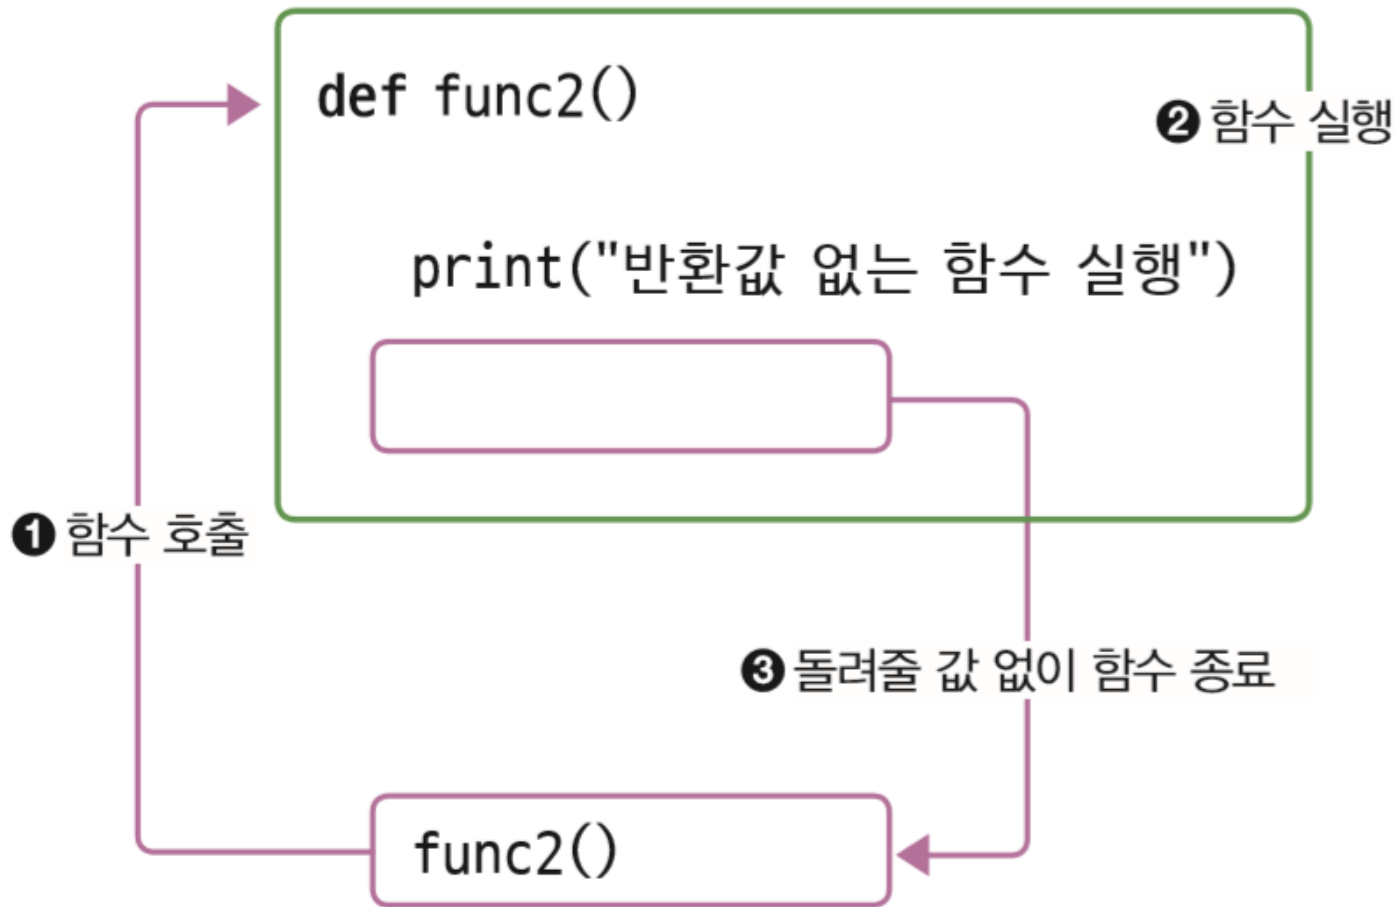 def func2()
❷ 함수 실행
print("반환값 없는 함수 실행")
❶ 함수 호출
❸ 돌려줄 값 없이 함수 종료
func2()